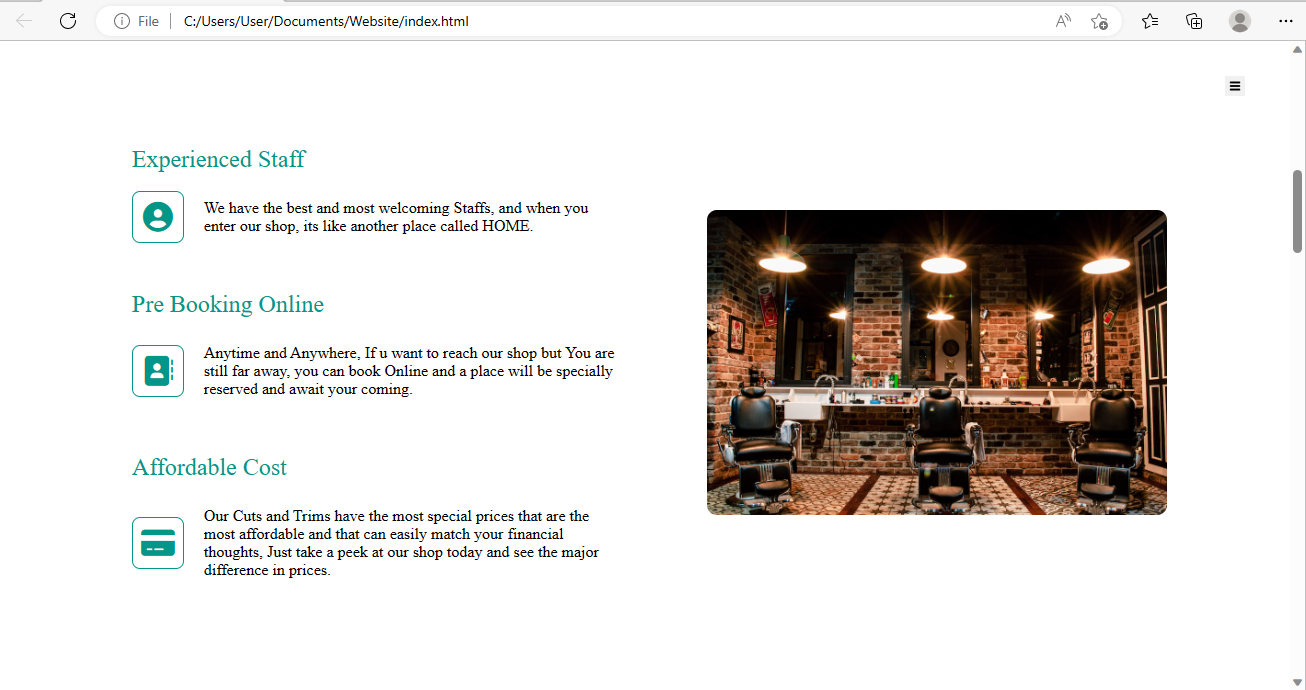 File
C:/Users/User/Documents/Website/index.html
Experienced Staff
We have the best and most welcoming Staffs, and when you
enter our shop, its like another place called HOME.
Pre Booking Online
Anytime and Anywhere, If u want to reach our shop but You are
still far away, you can book Online and a place will be specially
reserved and await your coming.
Affordable Cost
Our Cuts and Trims have the most special prices that are the
most affordable and that can easily match your financial
thoughts, Just take a peek at our shop today and see the major
difference in prices.